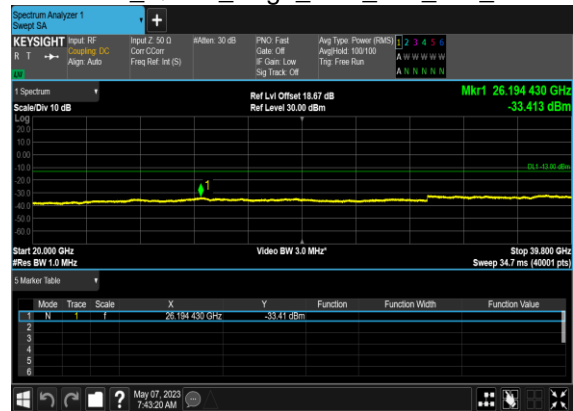 Spectrum Analyzer 1
Swept SA
+
KEYSIGHT
R T
LW
Input: RF
Coupling: DC
Align: Auto
Input Z: 50 Ω
Corr CCorr
Freq Ref: Int (S)
#Atten: 30 dB
PNO: Fast
Gate: Off
IF Gain: Low
Sig Track: Off
Avg Type: Power (RMS)
Avg|Hold: 100/100
Trig: Free Run
1 2 3 4 5 6
A W W W W W
A N N N N N
1 Spectrum
Scale/Div 10 dB
Log
Ref Lvl Offset 18.67 dB
Ref Level 30.00 dBm
Mkr1 26.194 430 GHz
-33.413 dBm
20.0
10.0
0.00
-10.0
DL1 -13.00 dBm
-20.0
1
-30.0
-40.0
-50.0
-60.0
Start 20.000 GHz
#Res BW 1.0 MHz
Video BW 3.0 MHz*
Stop 39.800 GHz
Sweep 34.7 ms (40001 pts)
5 Marker Table
Mode Trace Scale X Y Function Function Width Function Value
1 N 1 f 26.194 430 GHz -33.41 dBm
2
3
4
5
6
?
May 07, 2023
7:43:20 AM